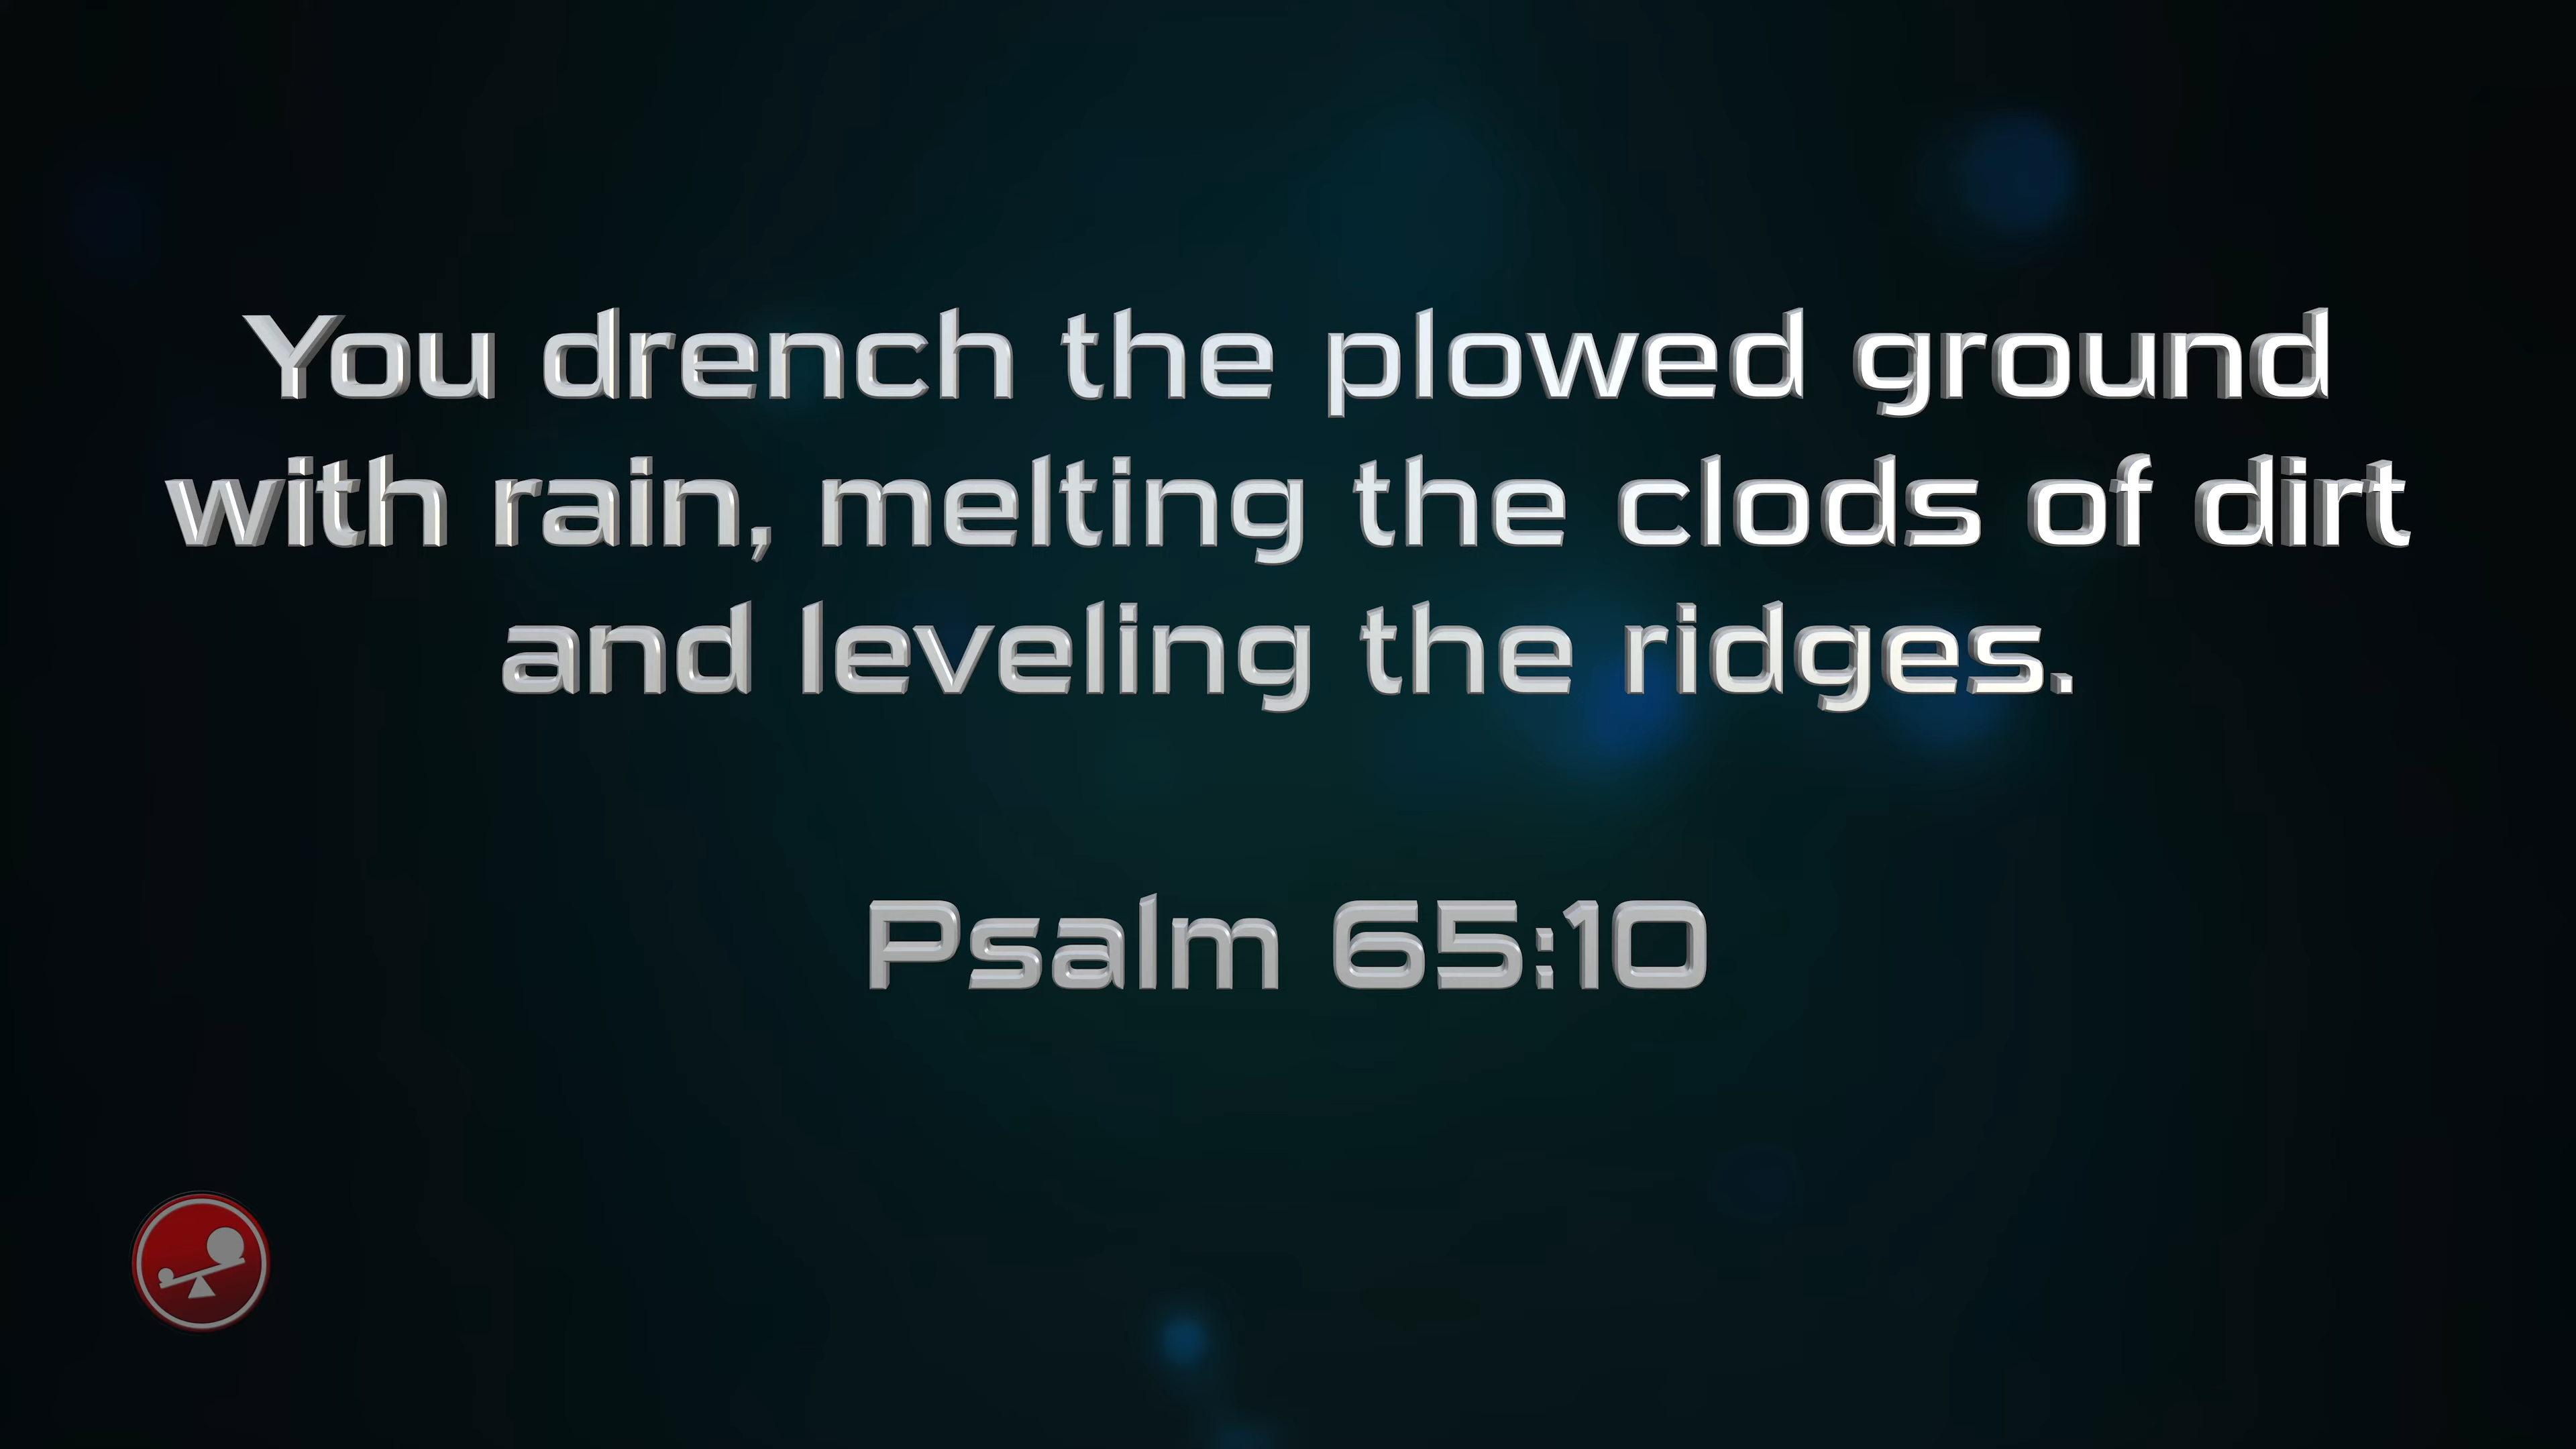 You drench the plowed ground
with rain, melting the clods of dirt
and leveling the ridges.
Psalm 65:10